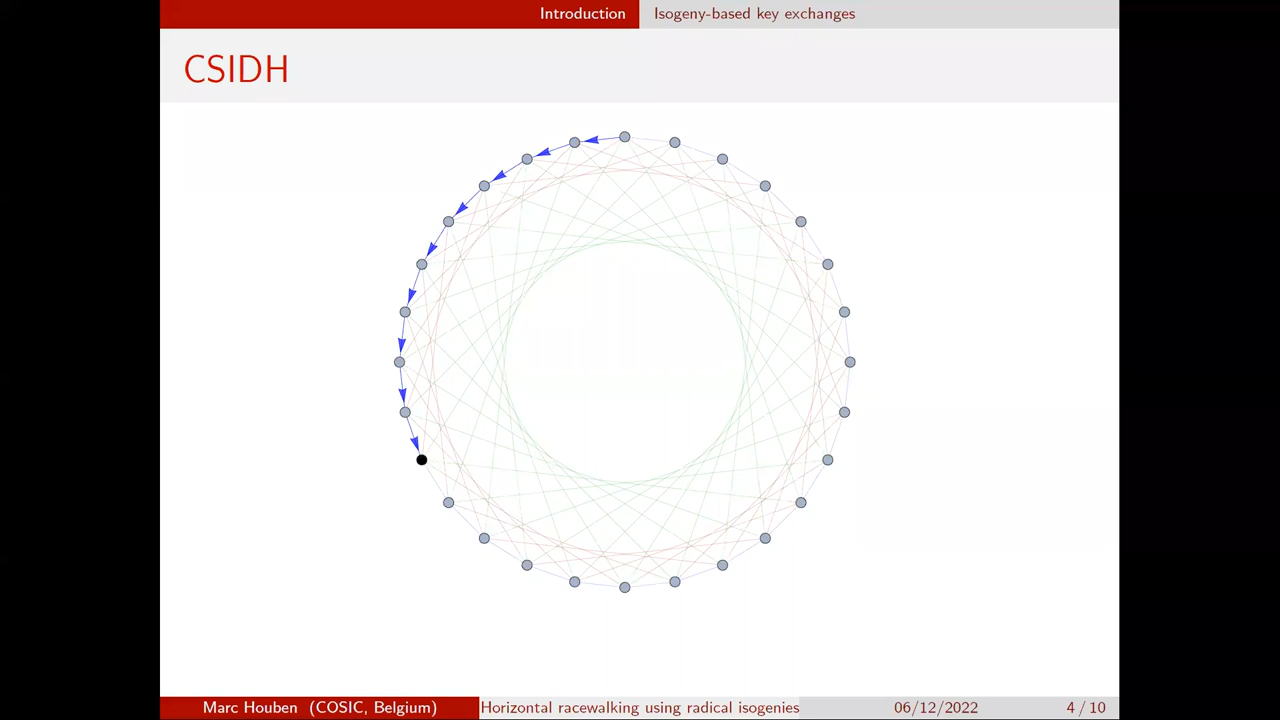 Introduction Isogeny-based key exchanges
CSIDH
Marc Houben (COSIC, Belgium) Horizontal racewalking using radical isogenies 06/12/2022 4 / 10